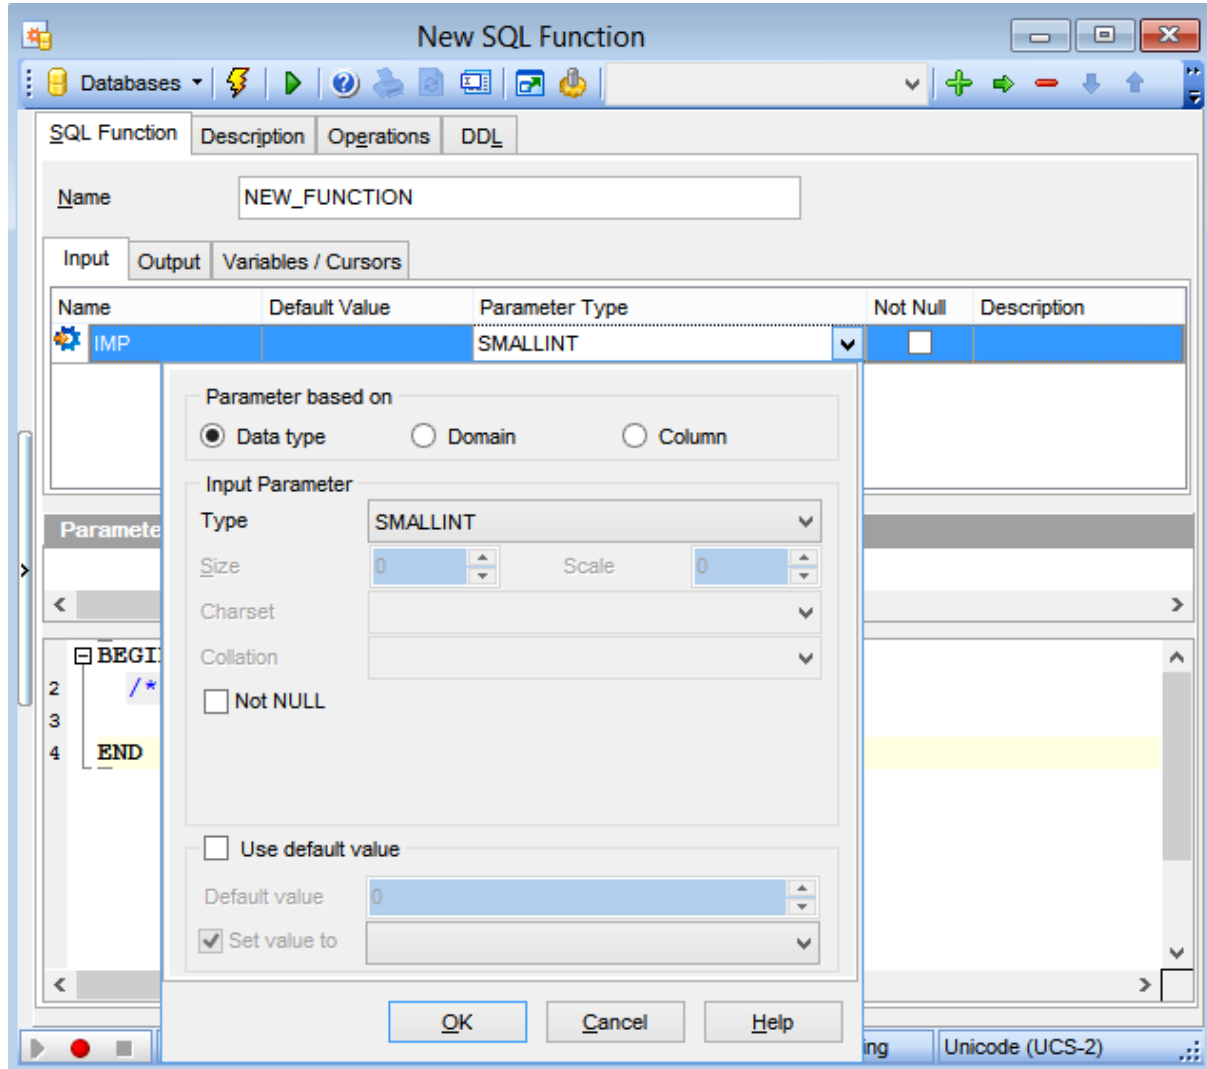 New SQL Function
Databases
SQL Function Description Operations DDL
Name NEW_FUNCTION
Input Output Variables / Cursors
Name Default Value Parameter Type Not Null Description
IMP SMALLINT
Parameter based on
Data type Domain Column
Input Parameter
Type SMALLINT
Size 0 Scale 0
Charset
Collation
Not NULL
BEGI
2 /*
3
4 END
Use default value
Default value 0
Set value to
OK Cancel Help
Unicode (UCS-2)